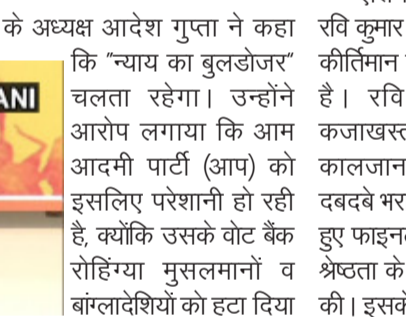 के अध्यक्ष आदेश गुप्ता ने कहा
कि "न्याय का बुलडोजर"
चलता रहेगा। उन्होंने
आरोप लगाया कि आम
आदमी पार्टी (आप) को
इसलिए परेशानी हो रही
है, क्योंकि उसके वोट बैंक
रोहिंग्या मुसलमानों व
बांग्लादेशियों को हटा दिया
ANI
रवि कुमार
कीर्तिमान
है। रवि
कजाखस्त
कालजान
दबदबे भर
हुए फाइन
श्रेष्ठता के
की। इसके